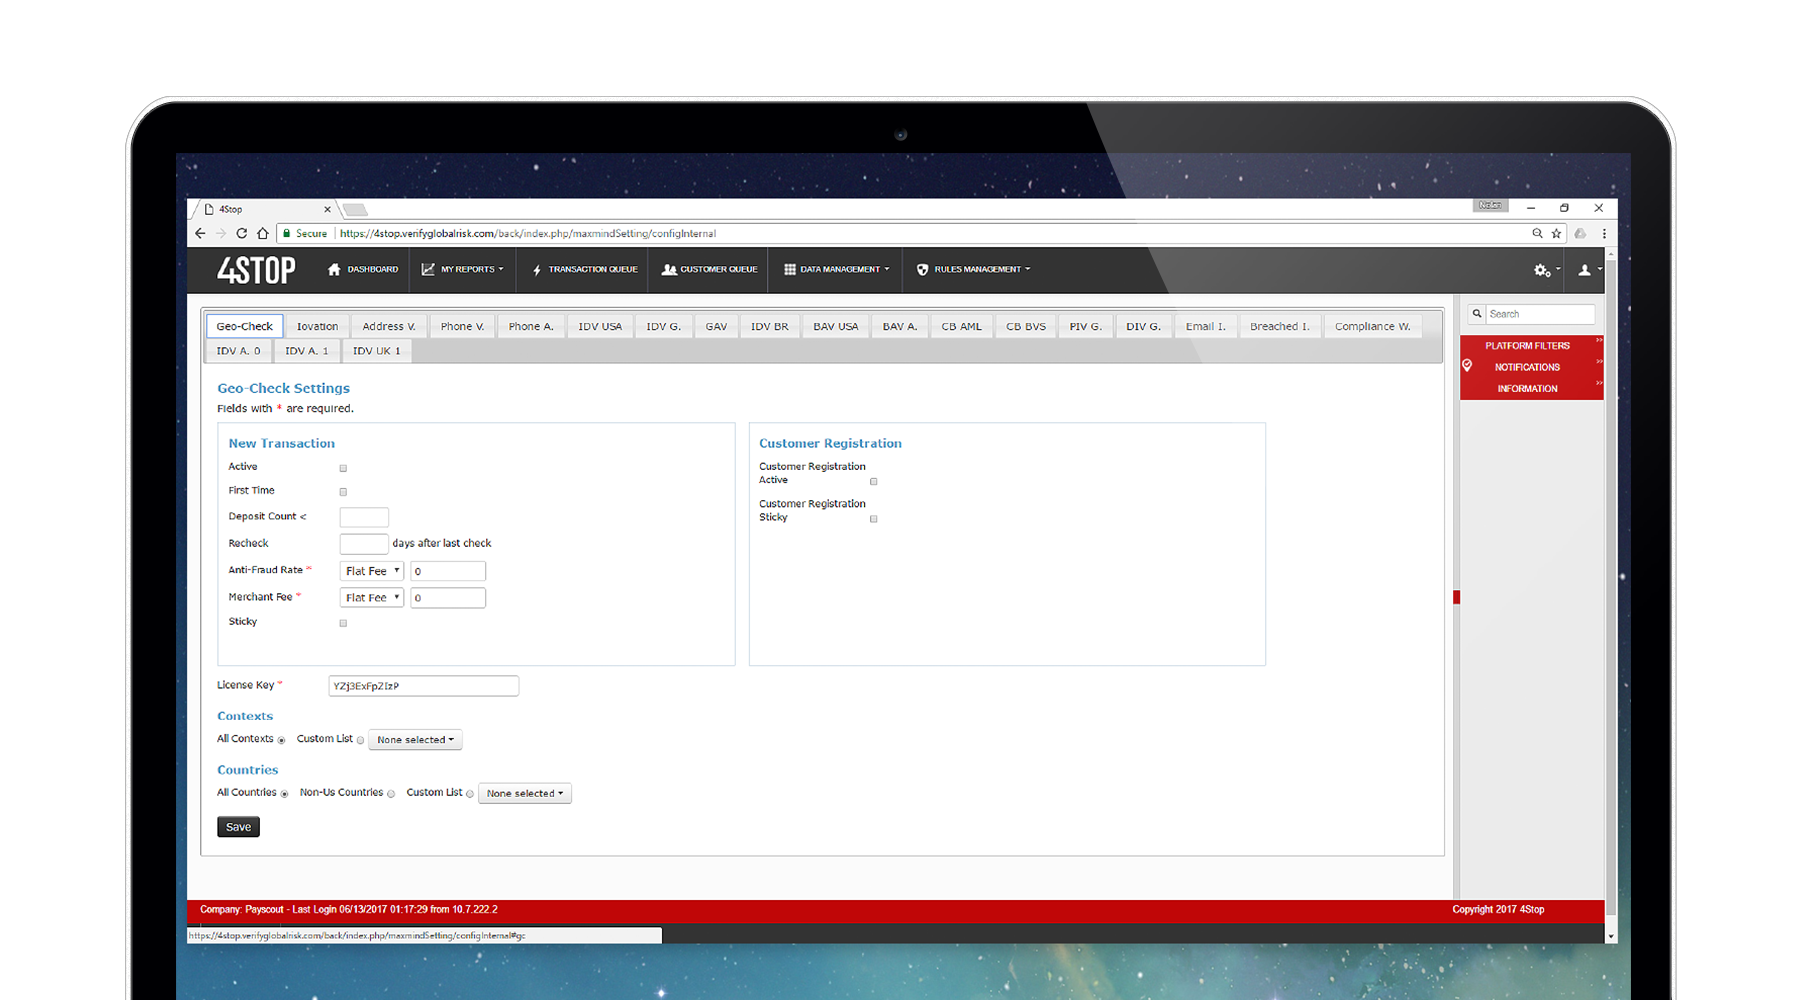 4Stop
Secure https://4stop.verifyglobalrisk.com/back/index.php/maxmindSetting/configInternal
4STOP DASHBOARD MY REPORTS TRANSACTION QUEUE CUSTOMER QUEUE DATA MANAGEMENT RULES MANAGEMENT
Geo-Check Iovation Address V. Phone V. Phone A. IDV USA IDV G. GAV IDV BR BAV USA BAV A. CB AML CB BVS PIV G. DIV G. Email I. Breached I. Compliance W.
IDV A. 0 IDV A. 1 IDV UK 1
Search
PLATFORM FILTERS
NOTIFICATIONS
INFORMATION
Geo-Check Settings
Fields with * are required.
New Transaction
Active
First Time
Deposit Count <
Recheck days after last check
Anti-Fraud Rate * Flat Fee 0
Merchant Fee * Flat Fee 0
Sticky
Customer Registration
Customer Registration
Active
Customer Registration
Sticky
License Key * YZj3ExFpZIzP
Contexts
All Contexts Custom List None selected
Countries
All Countries Non-Us Countries Custom List None selected
Save
Company: Payscout - Last Login 06/13/2017 01:17:29 from 10.7.222.2
Copyright 2017 4Stop
https://4stop.verifyglobalrisk.com/back/index.php/maxmindSetting/configInternal#gc